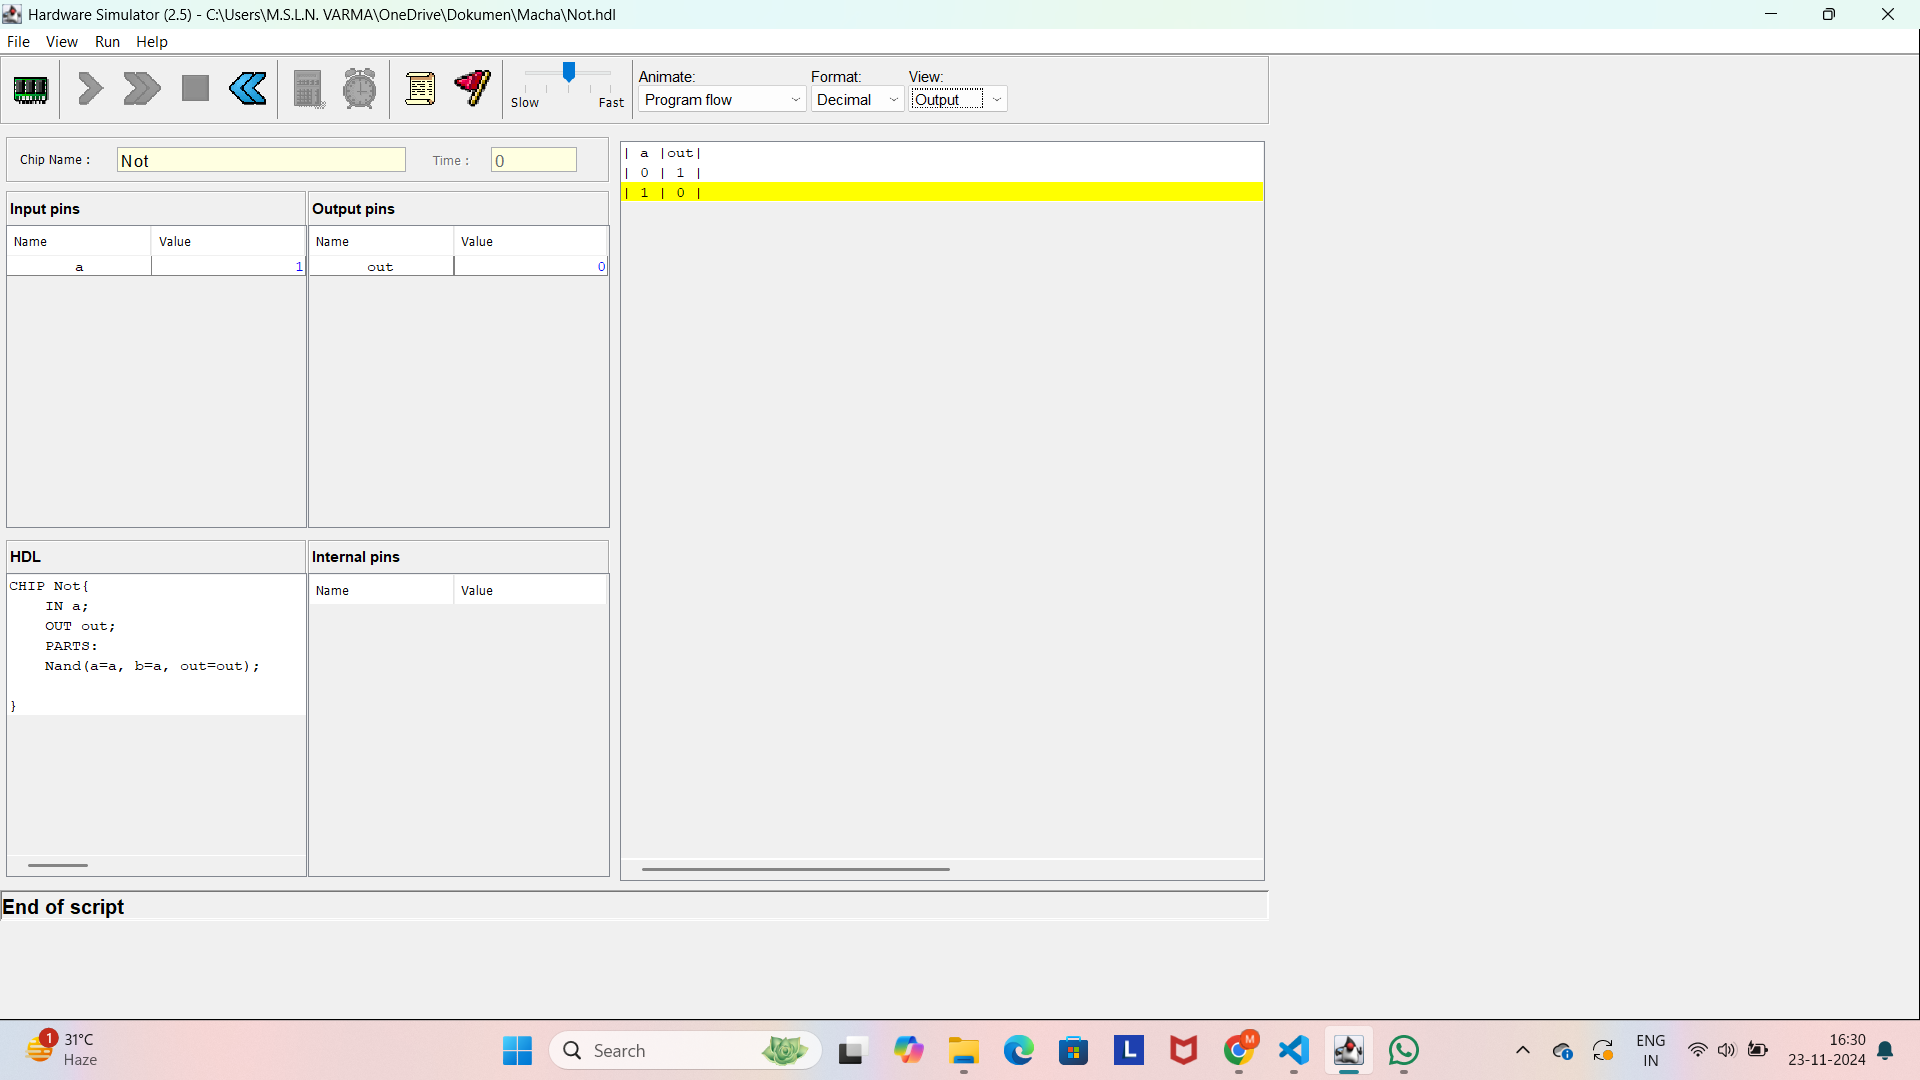 Hardware Simulator (2.5) - C:\Users\M.S.L.N. VARMA\OneDrive\Dokumen\Macha\Not.hdl
File View Run Help
Slow Fast
Animate: Format: View:
Program flow Decimal Output
Chip Name : Not Time : 0
Input pins Output pins
Name Value Name Value
a 1 out 0
| a |out|
| 0 | 1 |
| 1 | 0 |
HDL Internal pins
Name Value
CHIP Not{
IN a;
OUT out;
PARTS:
Nand(a=a, b=a, out=out);
}
End of script
1 31°C
Haze
Search
L
M
ENG
IN
16:30
23-11-2024